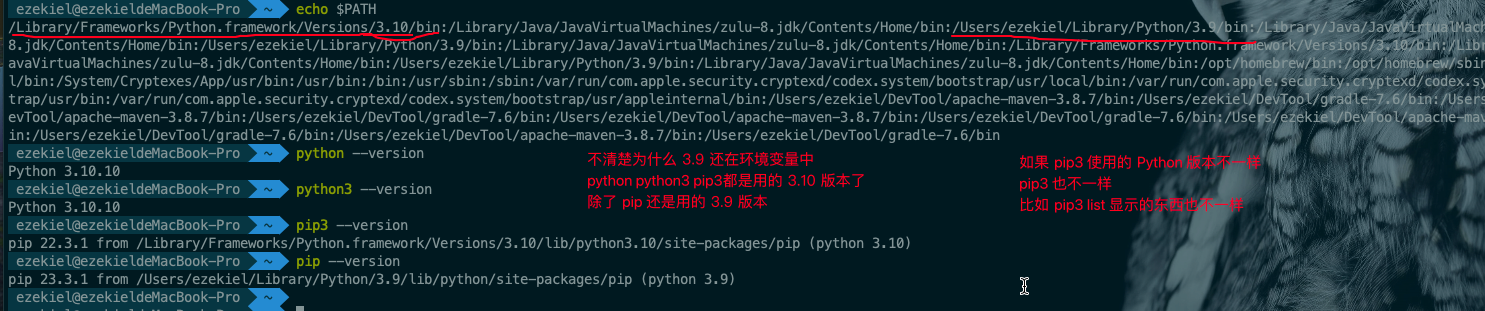 ezekiel@ezekieldeMacBook-Pro ~ echo $PATH
/Library/Frameworks/Python.framework/Versions/3.10/bin:/Library/Java/JavaVirtualMachines/zulu-8.jdk/Contents/Home/bin:/Users/ezekiel/Library/Python/3.9/bin:/Library/Java/JavaVirtualMachines/zulu-
8.jdk/Contents/Home/bin:/Users/ezekiel/Library/Python/3.9/bin:/Library/Java/JavaVirtualMachines/zulu-8.jdk/Contents/Home/bin:/Library/Frameworks/Python.framework/Versions/3.10/bin:/Library/Java/J
avaVirtualMachines/zulu-8.jdk/Contents/Home/bin:/Users/ezekiel/Library/Python/3.9/bin:/Library/Java/JavaVirtualMachines/zulu-8.jdk/Contents/Home/bin:/opt/homebrew/bin:/opt/homebrew/sbin
l/bin:/System/Cryptexes/App/usr/bin:/usr/bin:/bin:/usr/sbin:/sbin:/var/run/com.apple.security.cryptexd/codex.system/bootstrap/usr/local/bin:/var/run/com.apple.security.cryptexd/codex.sy
trap/usr/bin:/var/run/com.apple.security.cryptexd/codex.system/bootstrap/usr/appleinternal/bin:/Users/ezekiel/DevTool/apache-maven-3.8.7/bin:/Users/ezekiel/DevTool/gra
evTool/apache-maven-3.8.7/bin:/Users/ezekiel/DevTool/gradle-7.6/bin:/Users/ezekiel/DevTool/apache-maven-3.8.7/bin:/Users/ezekiel/DevTool/gradle-7.6/bin:/Users/ezekiel/DevTool/apache-mav
in:/Users/ezekiel/DevTool/gradle-7.6/bin:/Users/ezekiel/DevTool/apache-maven-3.8.7/bin:/Users/ezekiel/DevTool/gradle-7.6/bin
ezekiel@ezekieldeMacBook-Pro ~ python --version
Python 3.10.10
ezekiel@ezekieldeMacBook-Pro ~ python3 --version
Python 3.10.10
ezekiel@ezekieldeMacBook-Pro ~ pip3 --version
pip 22.3.1 from /Library/Frameworks/Python.framework/Versions/3.10/lib/python3.10/site-packages/pip (python 3.10)
ezekiel@ezekieldeMacBook-Pro ~ pip --version
pip 23.3.1 from /Users/ezekiel/Library/Python/3.9/lib/python/site-packages/pip (python 3.9)
ezekiel@ezekieldeMacBook-Pro ~
不清楚为什么 3.9 还在环境变量中
python python3 pip3都是用的 3.10 版本了
除了 pip 还是用的 3.9 版本
如果 pip3 使用的 Python 版本不一样
pip3 也不一样
比如 pip3 list 显示的东西也不一样